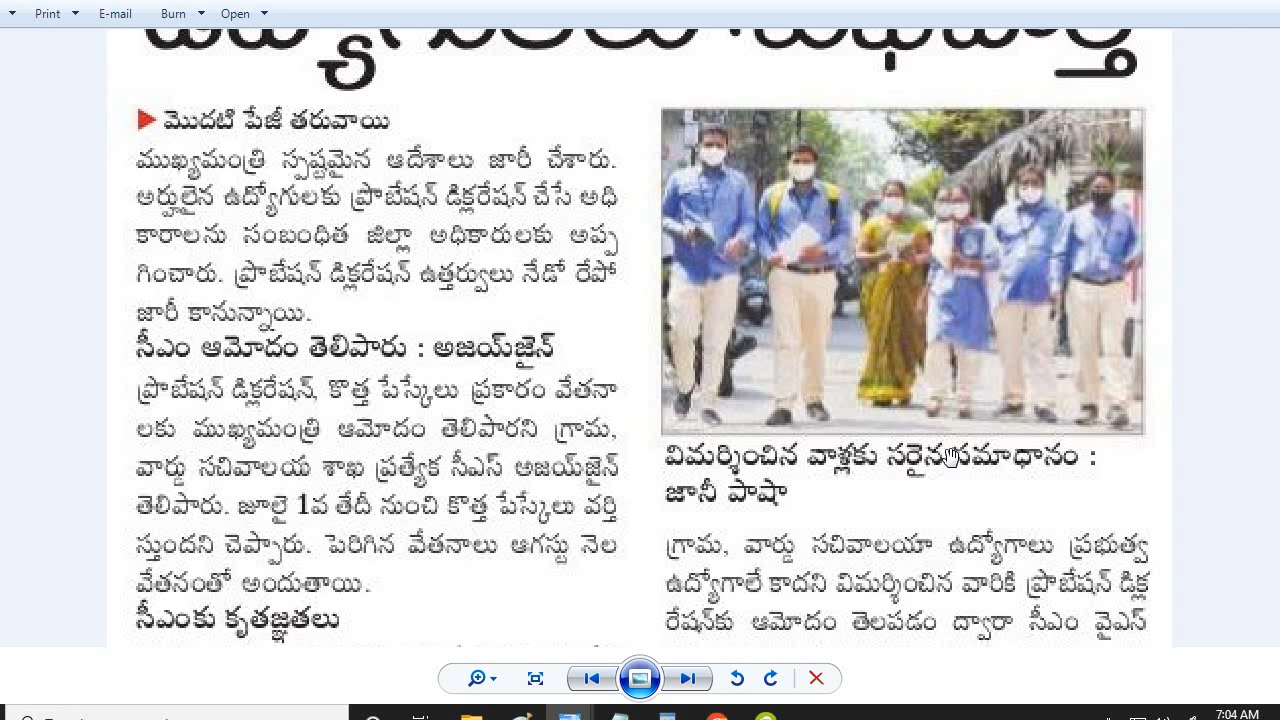 Print
E-mail
Burn
Open
▶ మొదటి పేజీ తరువాయి
ముఖ్యమంత్రి స్పష్టమైన ఆదేశాలు జారీ చేశారు.
అర్హులైన ఉద్యోగులకు ప్రొబేషన్ డిక్లరేషన్ చేసే అధి
కారాలను సంబంధిత జిల్లా అధికారులకు అప్ప
గించారు. ప్రొబేషన్ డిక్లరేషన్ ఉత్తర్వులు నేడో రేపో
జారీ కానున్నాయి.
సీఎం ఆమోదం తెలిపారు : అజయ్‌జైన్
ప్రొబేషన్ డిక్లరేషన్, కొత్త పేస్కేలు ప్రకారం వేతనా
లకు ముఖ్యమంత్రి ఆమోదం తెలిపారని గ్రామ,
వార్డు సచివాలయ శాఖ ప్రత్యేక సీఎస్ అజయ్‌జైన్
తెలిపారు. జూలై 1వ తేదీ నుంచి కొత్త పేస్కేలు వర్తి
స్తుందని చెప్పారు. పెరిగిన వేతనాలు ఆగస్టు నెల
వేతనంతో అందుతాయి.
సీఎంకు కృతజ్ఞతలు
విమర్శించిన వాళ్లకు సరైన సమాధానం :
జానీ పాషా
గ్రామ, వార్డు సచివాలయా ఉద్యోగాలు ప్రభుత్వ
ఉద్యోగాలే కాదని విమర్శించిన వారికి ప్రొబేషన్ డిక్ల
రేషన్‌కు ఆమోదం తెలపడం ద్వారా సీఎం వైఎస్
7:04 AM